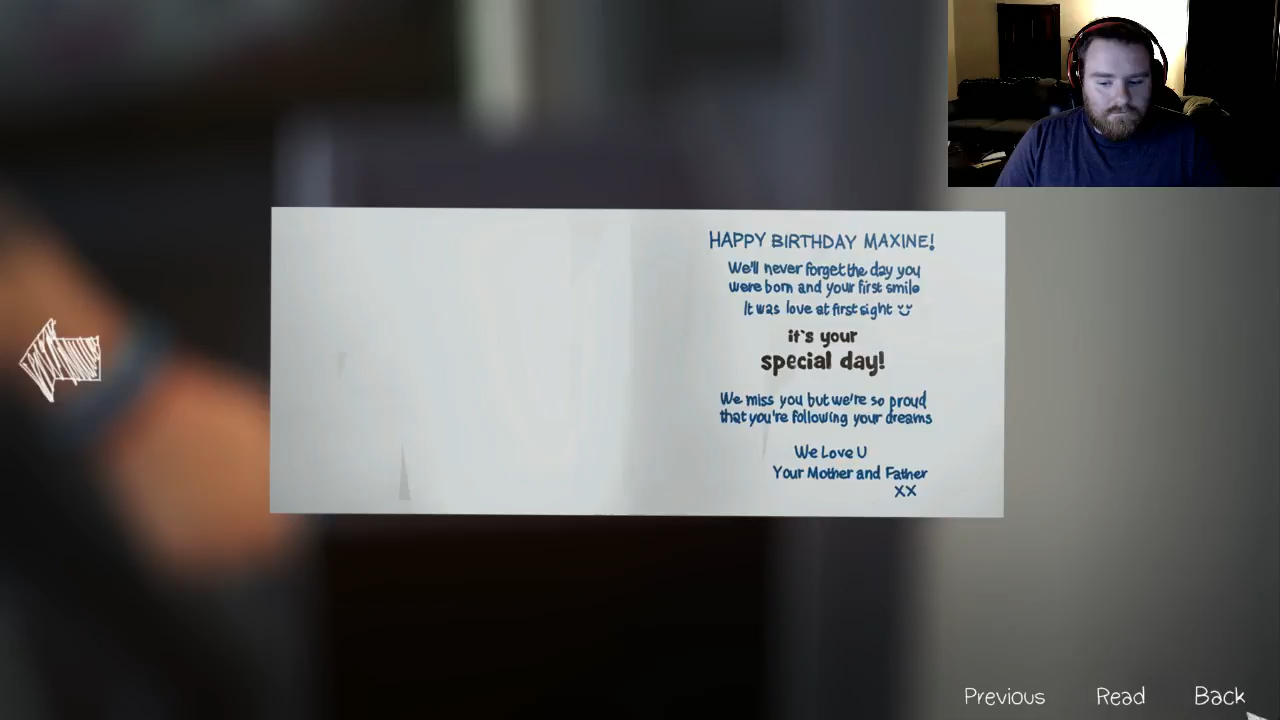 HAPPY BIRTHDAY MAXINE!
We'll never forget the day you
were born and your first smile
It was love at first sight
it's your
special day!
We miss you but we're so proud
that you're following your dreams
We Love U
Your Mother and Father
XX
Previous Read Back